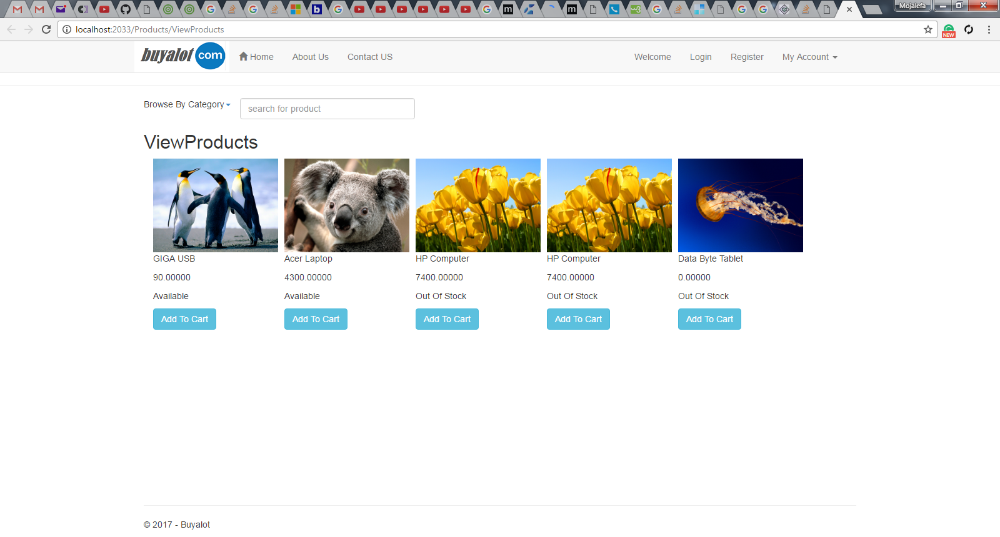 Mojalefa
localhost:2033/Products/ViewProducts
NEW
buyalot com Home About Us Contact US Welcome Login Register My Account
Browse By Category search for product
ViewProducts
GIGA USB Acer Laptop HP Computer HP Computer Data Byte Tablet
90.00000 4300.00000 7400.00000 7400.00000 0.00000
Available Available Out Of Stock Out Of Stock Out Of Stock
Add To Cart Add To Cart Add To Cart Add To Cart Add To Cart
© 2017 - Buyalot